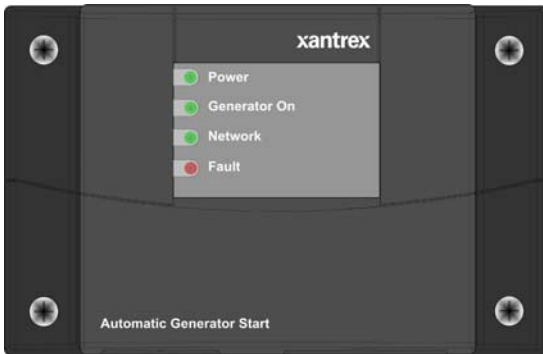 xantrex
Power
Generator On
Network
Fault
Automatic Generator Start